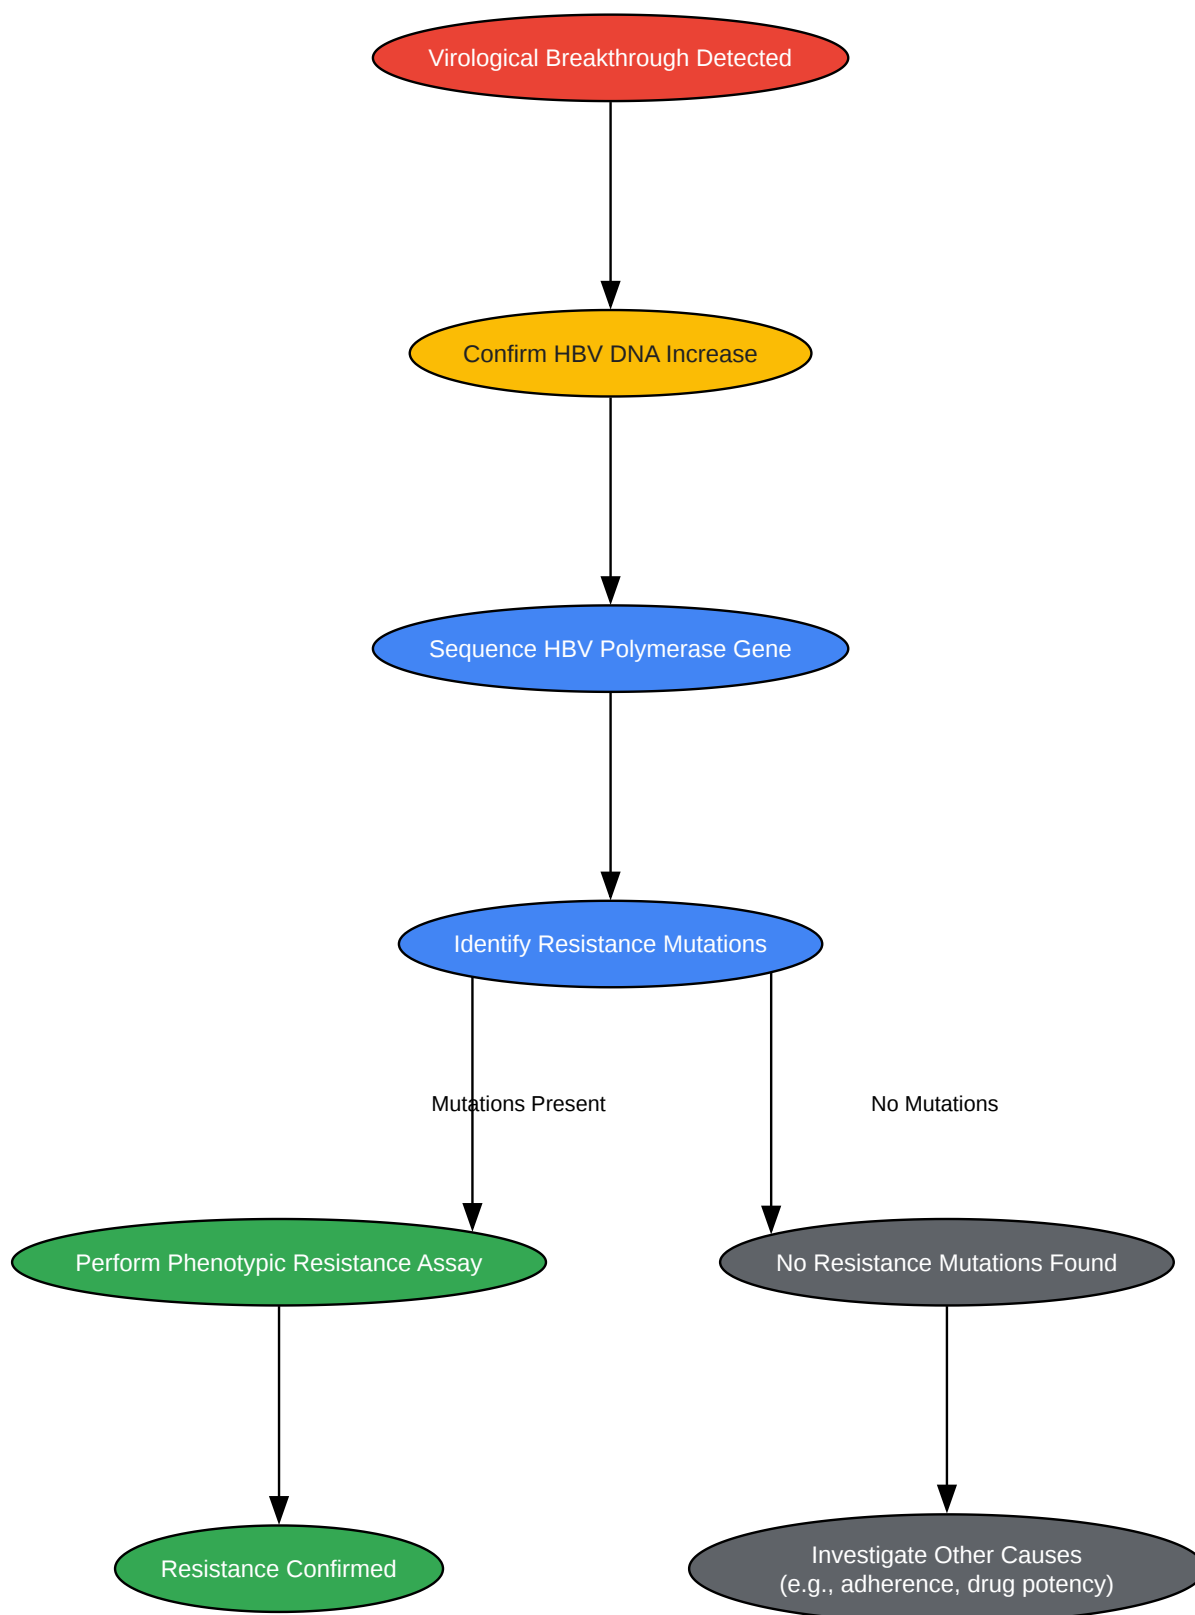 Virological Breakthrough Detected
Confirm HBV DNA Increase
Sequence HBV Polymerase Gene
Identify Resistance Mutations
Mutations Present
No Mutations
Perform Phenotypic Resistance Assay
No Resistance Mutations Found
Resistance Confirmed
Investigate Other Causes
(e.g., adherence, drug potency)